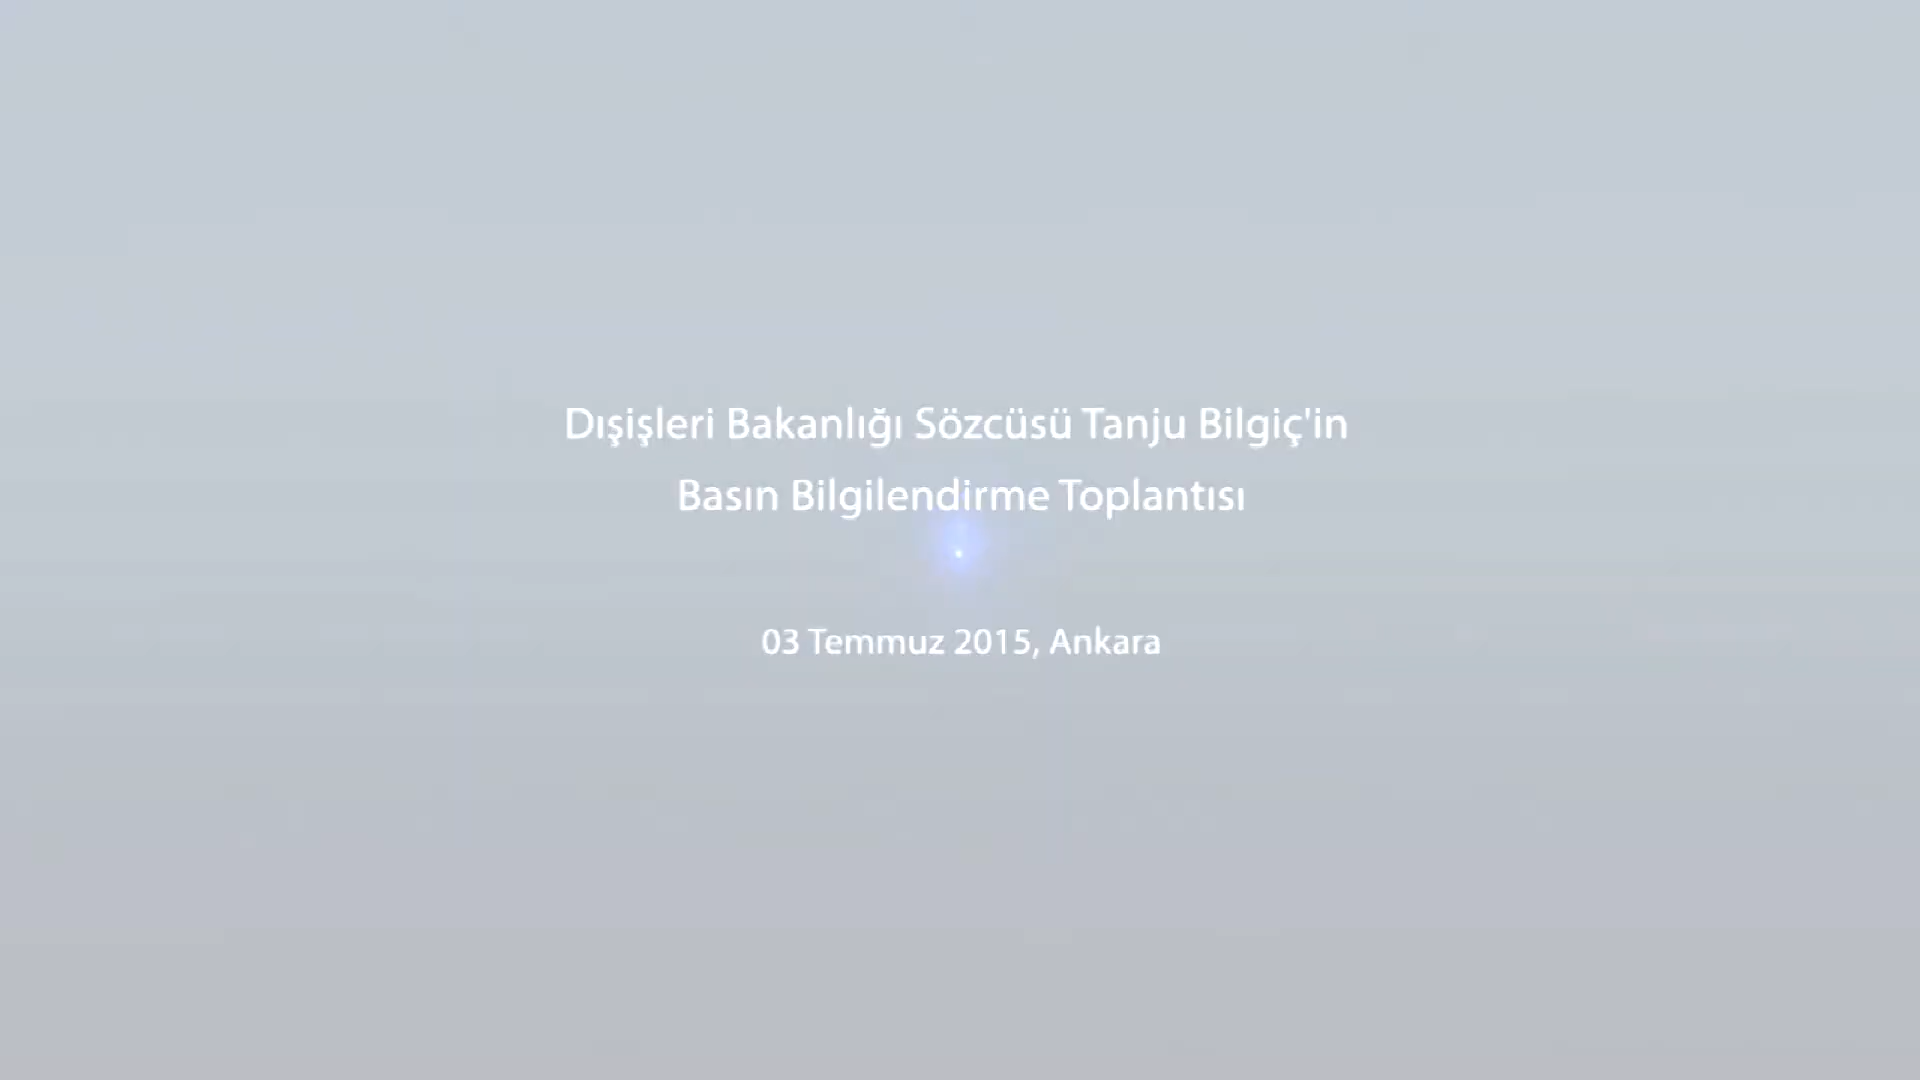 Dışişleri Bakanlığı Sözcüsü Tanju Bilgiç'in
Basın Bilgilendirme Toplantısı
03 Temmuz 2015, Ankara